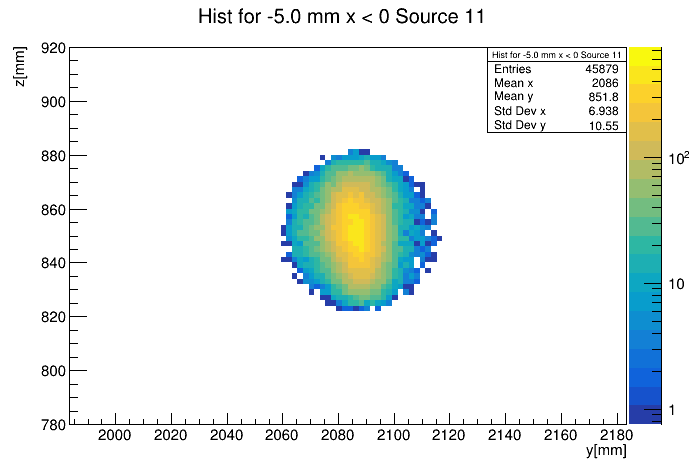 Hist for -5.0 mm x < 0 Source 11
z[mm]
920
900
880
860
840
820
800
780
2000
2020
2040
2060
2080
2100
2120
2140
2160
2180
y[mm]
Hist for -5.0 mm x < 0 Source 11
Entries 45879
Mean x 2086
Mean y 851.8
Std Dev x 6.938
Std Dev y 10.55
10²
10
1